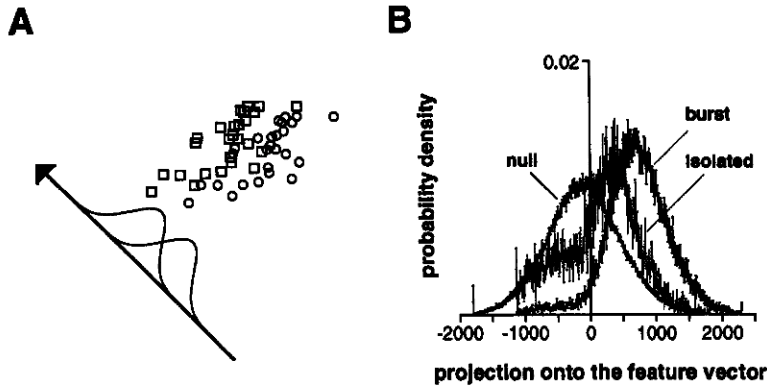 A
B
0.02
probability density
null
burst
isolated
-2000 -1000 0 1000 2000
projection onto the feature vector